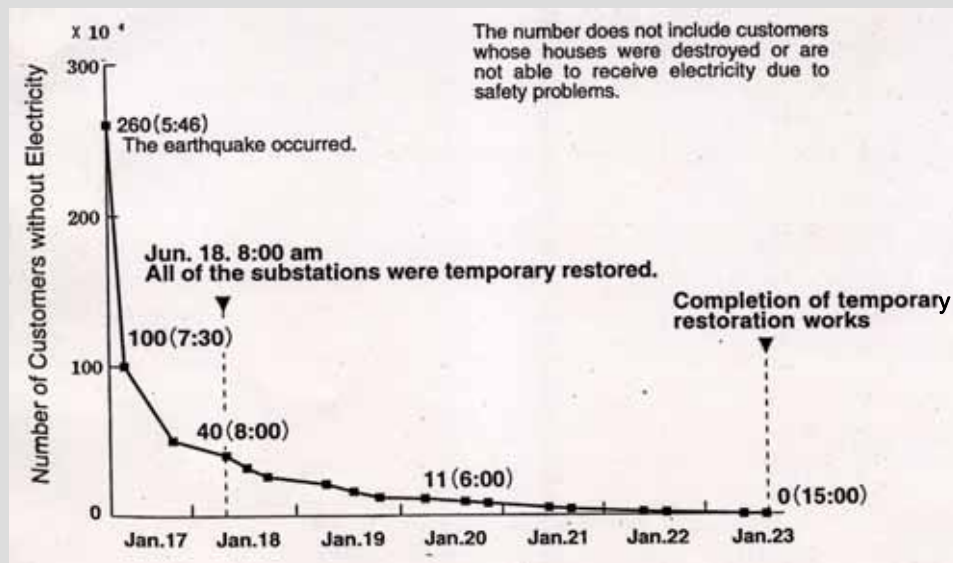 X 10 ⁴
The number does not include customers
whose houses were destroyed or are
not able to receive electricity due to
safety problems.
Number of Customers without Electricity
300
260(5:46)
The earthquake occurred.
200
Jun. 18. 8:00 am
All of the substations were temporary restored.
Completion of temporary
restoration works
100(7:30)
100
40(8:00)
11(6:00)
0(15:00)
0
Jan.17 Jan.18 Jan.19 Jan.20 Jan.21 Jan.22 Jan.23